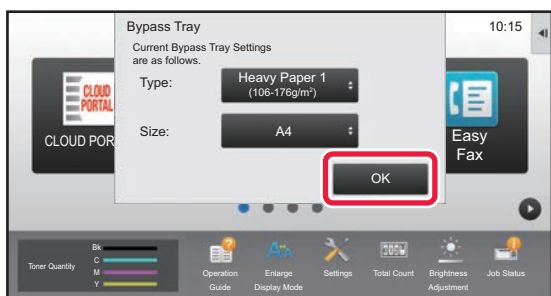 Bypass Tray
10:15
Current Bypass Tray Settings
are as follows.
Type:
Heavy Paper 1
(106-176g/m²)
Size:
A4
OK
CLOUD
PORTAL
CLOUD POR
Easy
Fax
Toner Quantity
Bk
C
M
Y
Operation
Guide
Enlarge
Display Mode
Settings
Total Count
Brightness
Adjustment
Job Status